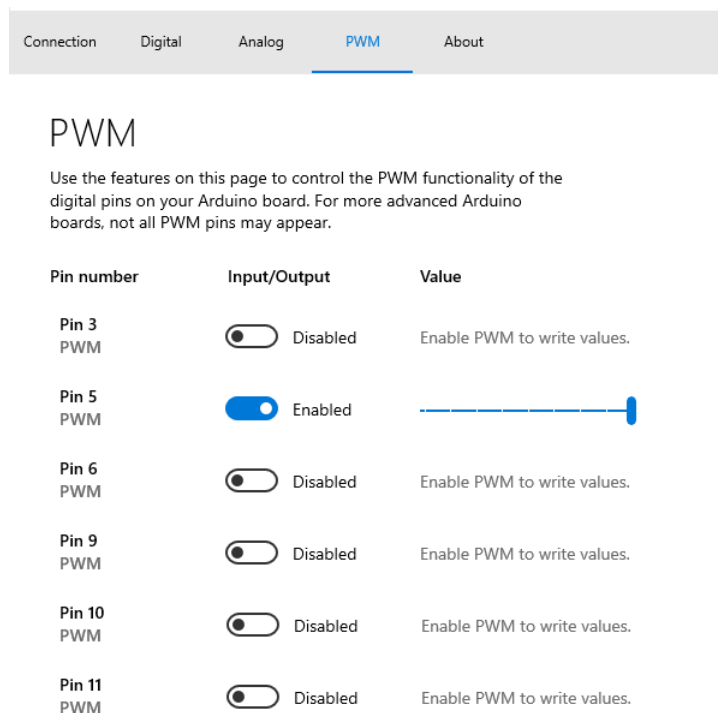 Connection Digital Analog PWM About
PWM
Use the features on this page to control the PWM functionality of the
digital pins on your Arduino board. For more advanced Arduino
boards, not all PWM pins may appear.
Pin number Input/Output Value
Pin 3
PWM
Disabled
Enable PWM to write values.
Pin 5
PWM
Enabled
Pin 6
PWM
Disabled
Enable PWM to write values.
Pin 9
PWM
Disabled
Enable PWM to write values.
Pin 10
PWM
Disabled
Enable PWM to write values.
Pin 11
PWM
Disabled
Enable PWM to write values.